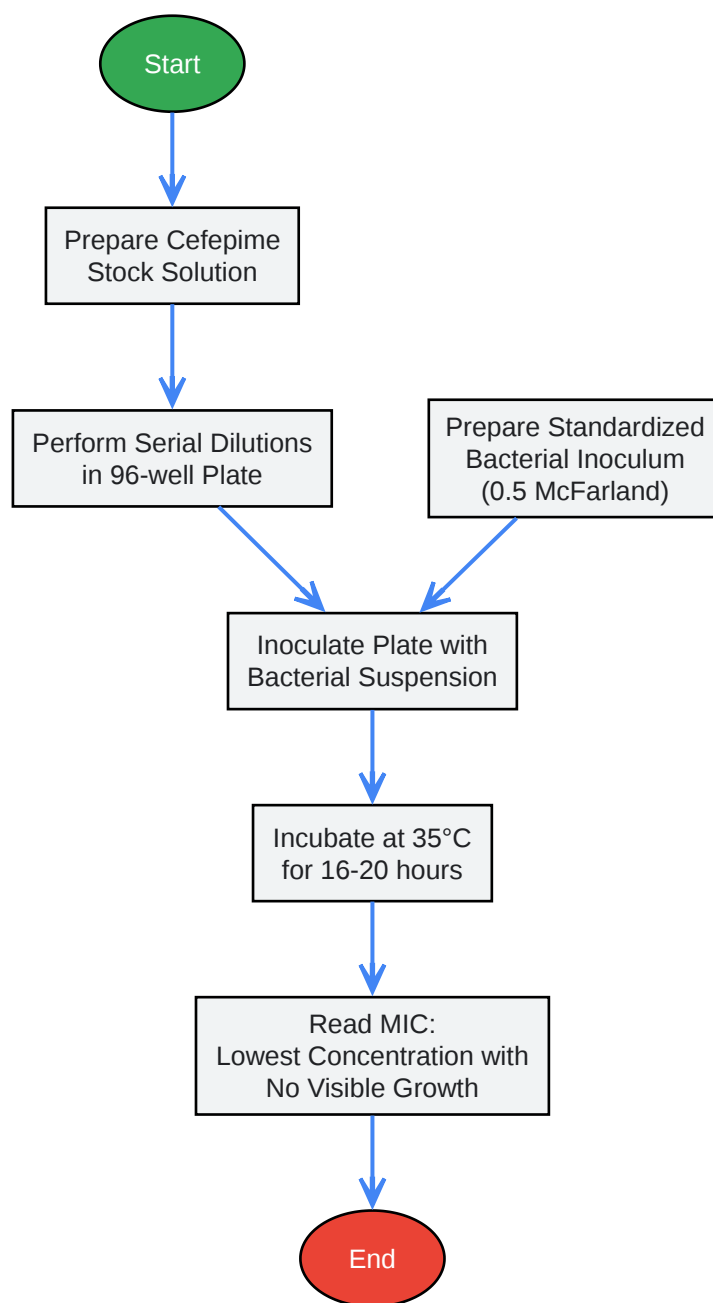 Start
Prepare Cefepime
Stock Solution
Perform Serial Dilutions
in 96-well Plate
Prepare Standardized
Bacterial Inoculum
(0.5 McFarland)
Inoculate Plate with
Bacterial Suspension
Incubate at 35°C
for 16-20 hours
Read MIC:
Lowest Concentration with
No Visible Growth
End